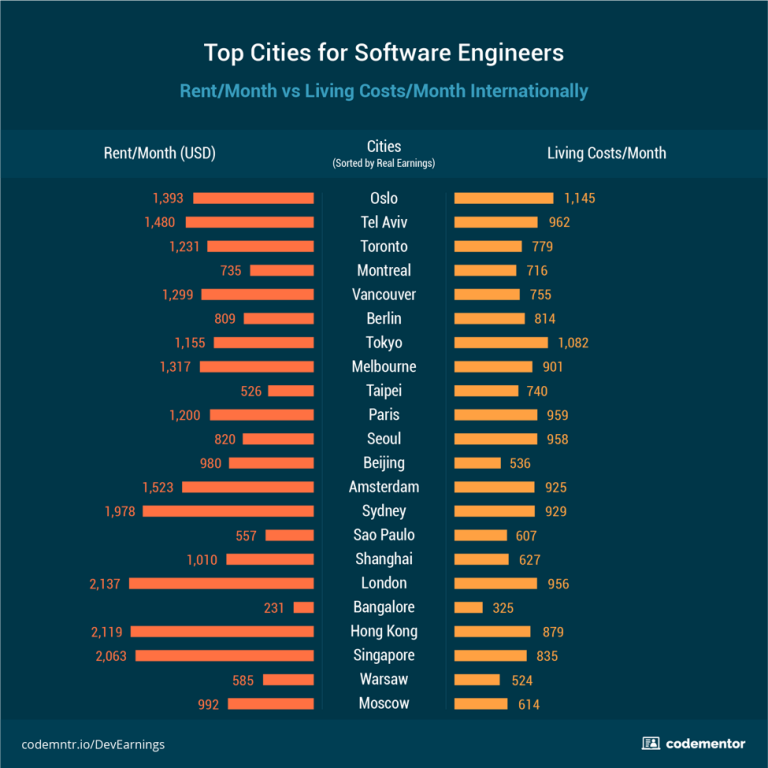 Top Cities for Software Engineers
Rent/Month vs Living Costs/Month Internationally
Rent/Month (USD) Cities Living Costs/Month
(Sorted by Real Earnings)
1,393 Oslo 1,145
1,480 Tel Aviv 962
1,231 Toronto 779
735 Montreal 716
1,299 Vancouver 755
809 Berlin 814
1,155 Tokyo 1,082
1,317 Melbourne 901
526 Taipei 740
1,200 Paris 959
820 Seoul 958
980 Beijing 536
1,523 Amsterdam 925
1,978 Sydney 929
557 Sao Paulo 607
1,010 Shanghai 627
2,137 London 956
231 Bangalore 325
2,119 Hong Kong 879
2,063 Singapore 835
585 Warsaw 524
992 Moscow 614
codemntr.io/DevEarnings codementor